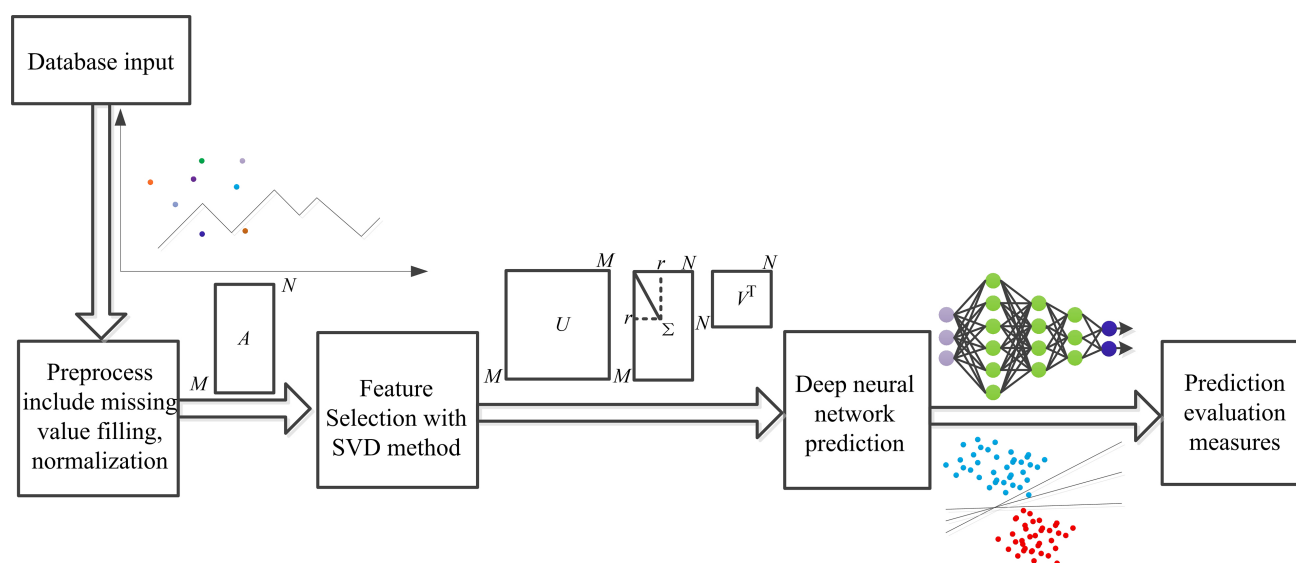 Database input
N
A
M
Preprocess
include missing
value filling,
normalization
Feature
Selection with
SVD method
M
U
M
r
N
r
Σ
M
N
V^T
N
Deep neural
network
prediction
Prediction
evaluation
measures